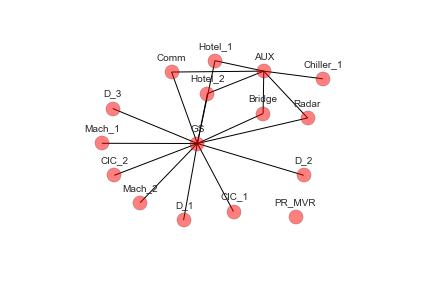 Hotel_1
AUX
Comm
Chiller_1
Hotel_2
D_3
Bridge
Radar
Mach_1
GS
CIC_2
D_2
Mach_2
CIC_1
D_1
PR_MVR